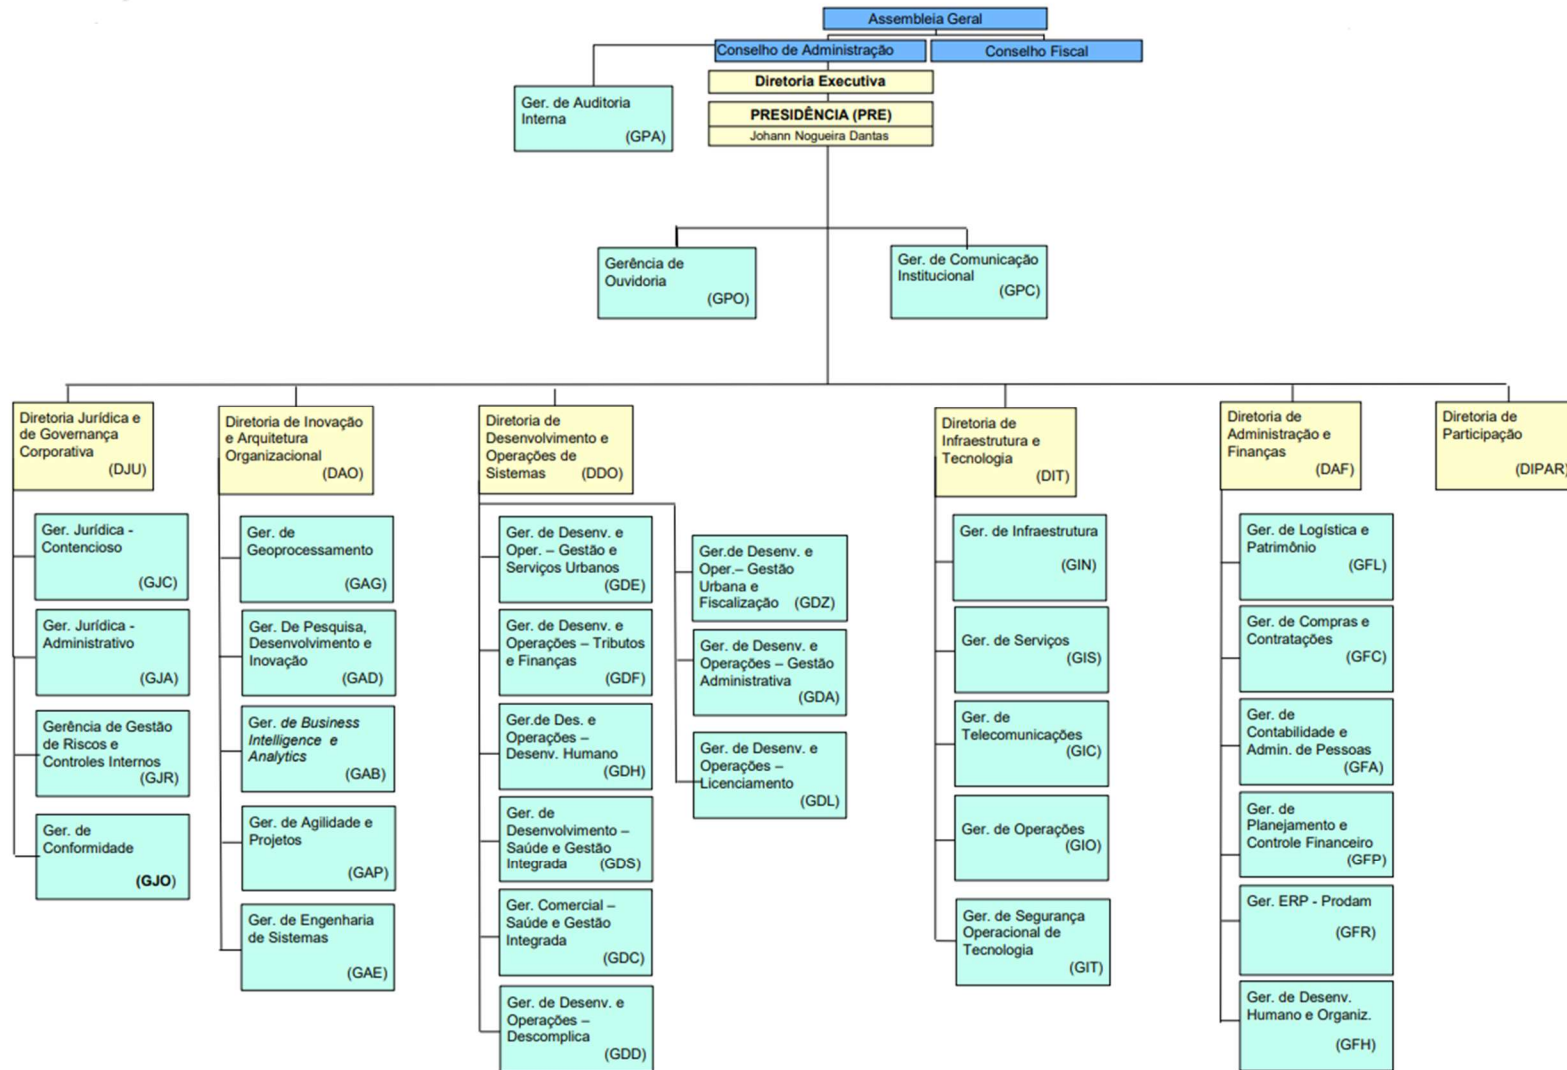 Assembleia Geral
Conselho de Administração
Conselho Fiscal
Diretoria Executiva
PRESIDÊNCIA (PRE)
Johann Nogueira Dantas
Ger. de Auditoria
Interna
(GPA)
Gerência de
Ouvidoria
(GPO)
Ger. de Comunicação
Institucional
(GPC)
Diretoria Jurídica e
de Governança
Corporativa
(DJU)
Ger. Jurídica -
Contencioso
(GJC)
Ger. Jurídica -
Administrativo
(GJA)
Gerência de Gestão
de Riscos e
Controles Internos
(GJR)
Ger. de
Conformidade
(GJO)
Diretoria de Inovação
e Arquitetura
Organizacional
(DAO)
Ger. de
Geoprocessamento
(GAG)
Ger. De Pesquisa,
Desenvolvimento e
Inovação
(GAD)
Ger. de Business
Intelligence e
Analytics
(GAB)
Ger. de Agilidade e
Projetos
(GAP)
Ger. de Engenharia
de Sistemas
(GAE)
Diretoria de
Desenvolvimento e
Operações de
Sistemas (DDO)
Ger. de Desenv. e
Oper. – Gestão e
Serviços Urbanos
(GDE)
Ger. de Desenv. e
Operações – Tributos
e Finanças
(GDF)
Ger.de Des. e
Operações –
Desenv. Humano
(GDH)
Ger. de
Desenvolvimento –
Saúde e Gestão
Integrada (GDS)
Ger. Comercial –
Saúde e Gestão
Integrada
(GDC)
Ger. de Desenv. e
Operações –
Descomplica
(GDD)
Ger.de Desenv. e
Oper.– Gestão
Urbana e
Fiscalização (GDZ)
Ger. de Desenv. e
Operações – Gestão
Administrativa
(GDA)
Ger. de Desenv. e
Operações –
Licenciamento
(GDL)
Diretoria de
Infraestrutura e
Tecnologia
(DIT)
Ger. de Infraestrutura
(GIN)
Ger. de Serviços
(GIS)
Ger. de
Telecomunicações
(GIC)
Ger. de Operações
(GIO)
Ger. de Segurança
Operacional de
Tecnologia
(GIT)
Diretoria de
Administração e
Finanças
(DAF)
Ger. de Logística e
Patrimônio
(GFL)
Ger. de Compras e
Contratações
(GFC)
Ger. de
Contabilidade e
Admin. de Pessoas
(GFA)
Ger. de
Planejamento e
Controle Financeiro
(GFP)
Ger. ERP - Prodam
(GFR)
Ger. de Desenv.
Humano e Organiz.
(GFH)
Diretoria de
Participação
(DIPAR)